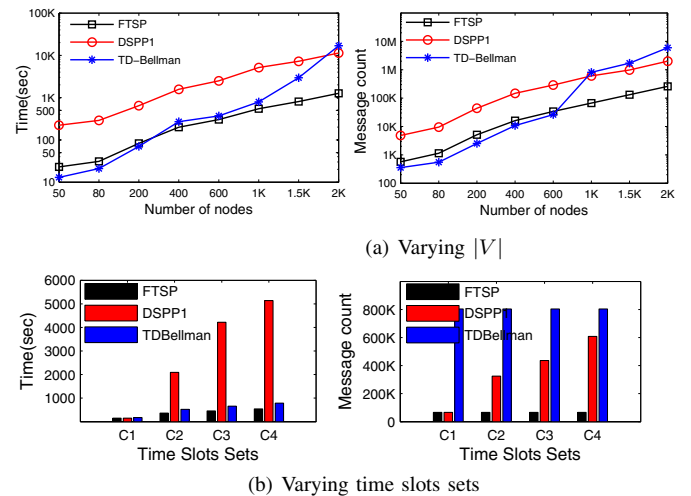 100K
10K
1K
500
100
50
10
Time(sec)
FTSP
DSPP1
TD−Bellman
50 80 200 400 600 1K 1.5K 2K
Number of nodes
100M
10M
1M
100K
10K
1K
100
Message count
FTSP
DSPP1
TD−Bellman
50 80 200 400 600 1K 1.5K 2K
Number of nodes
(a) Varying |V|
6000
5000
4000
3000
2000
1000
Time(sec)
FTSP
DSPP1
TDBellman
C1 C2 C3 C4
Time Slots Sets
800K
600K
400K
200K
0
Message count
FTSP
DSPP1
TDBellman
C1 C2 C3 C4
Time Slots Sets
(b) Varying time slots sets